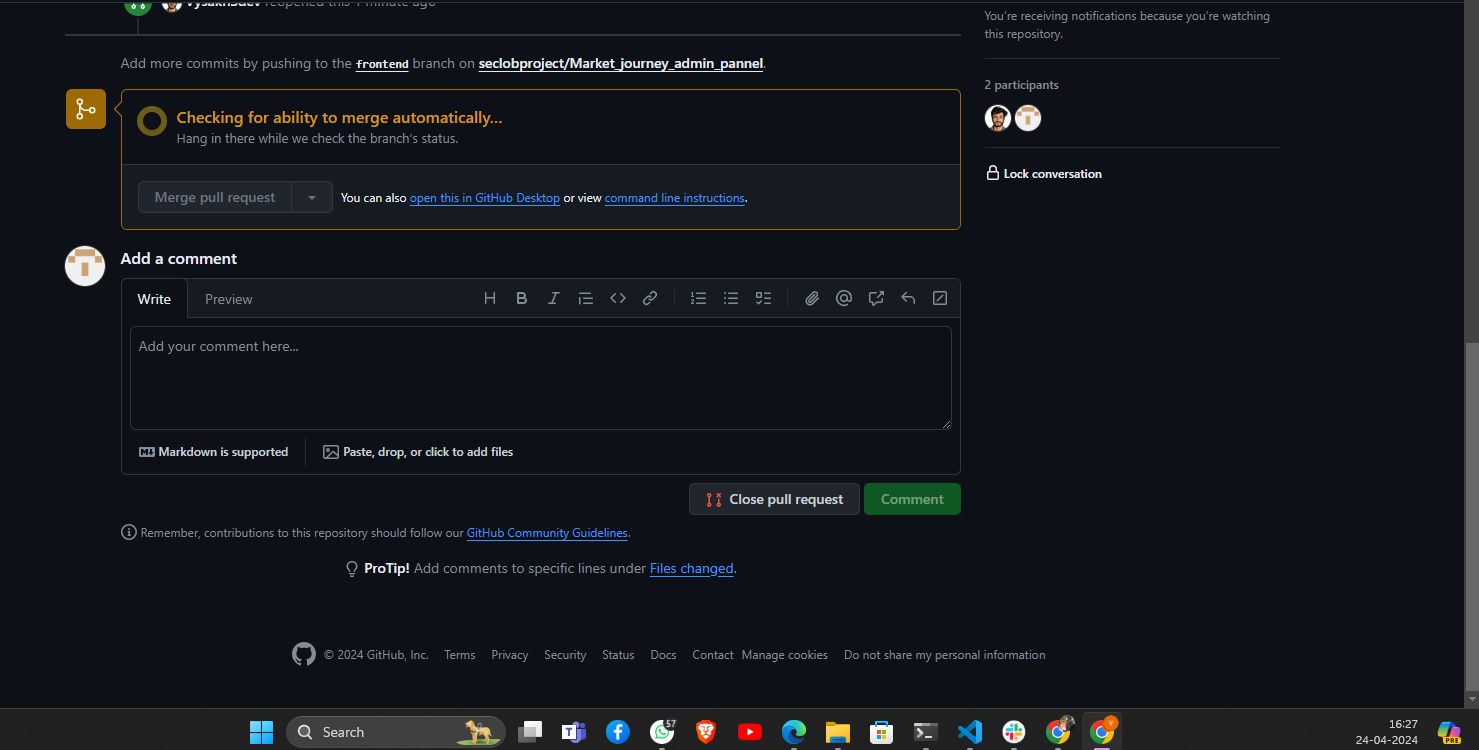 vysakh5dev reopened this 1 minute ago
You're receiving notifications because you're watching
this repository.
Add more commits by pushing to the frontend branch on seclobproject/Market_journey_admin_pannel.
2 participants
Checking for ability to merge automatically...
Hang in there while we check the branch's status.
Lock conversation
Merge pull request
You can also open this in GitHub Desktop or view command line instructions.
Add a comment
Write
Preview
Add your comment here...
Markdown is supported
Paste, drop, or click to add files
Close pull request
Comment
Remember, contributions to this repository should follow our GitHub Community Guidelines.
ProTip! Add comments to specific lines under Files changed.
© 2024 GitHub, Inc.
Terms
Privacy
Security
Status
Docs
Contact
Manage cookies
Do not share my personal information
Search
57
16:27
24-04-2024
PRE